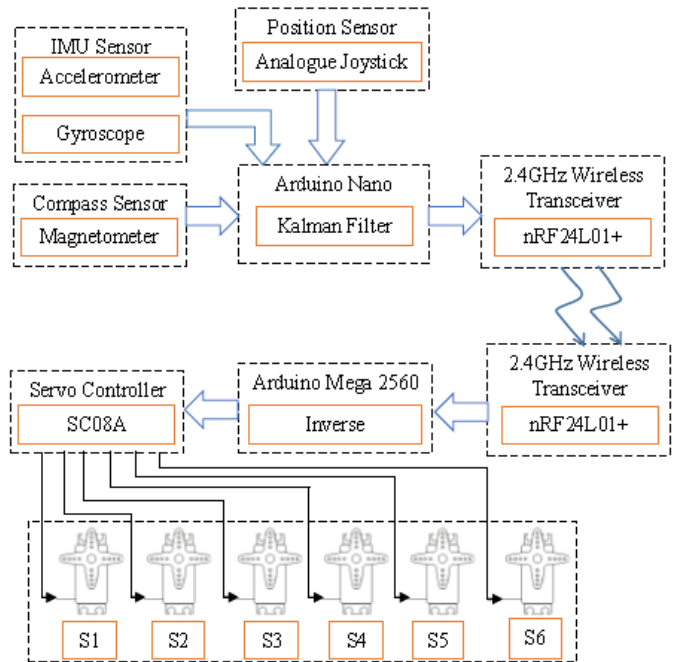 IMU Sensor
Accelerometer
Gyroscope
Position Sensor
Analogue Joystick
Compass Sensor
Magnetometer
Arduino Nano
Kalman Filter
2.4GHz Wireless
Transceiver
nRF24L01+
2.4GHz Wireless
Transceiver
nRF24L01+
Arduino Mega 2560
Inverse
Servo Controller
SC08A
S1
S2
S3
S4
S5
S6